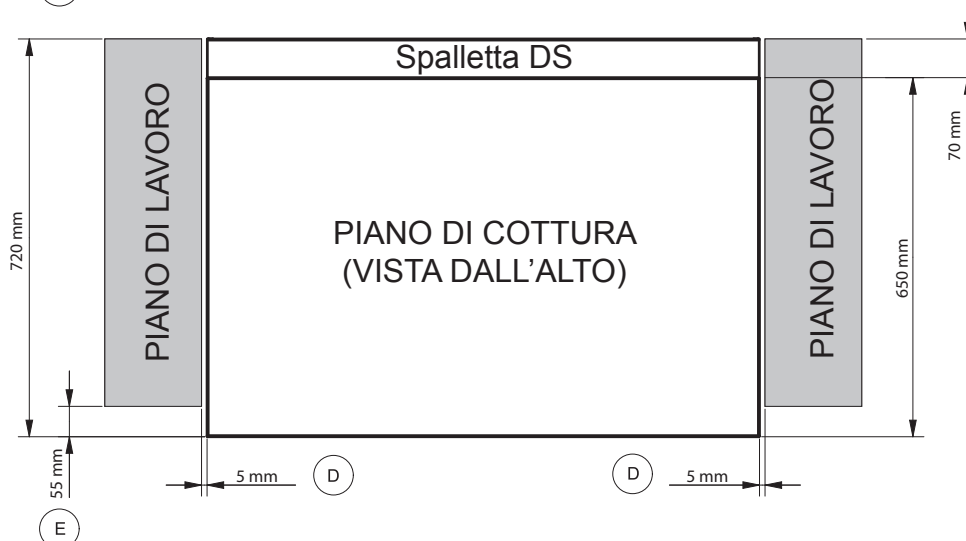 Spalletta DS
PIANO DI LAVORO
PIANO DI COTTURA
(VISTA DALL'ALTO)
PIANO DI LAVORO
720 mm
70 mm
650 mm
55 mm
5 mm
D
D
5 mm
E